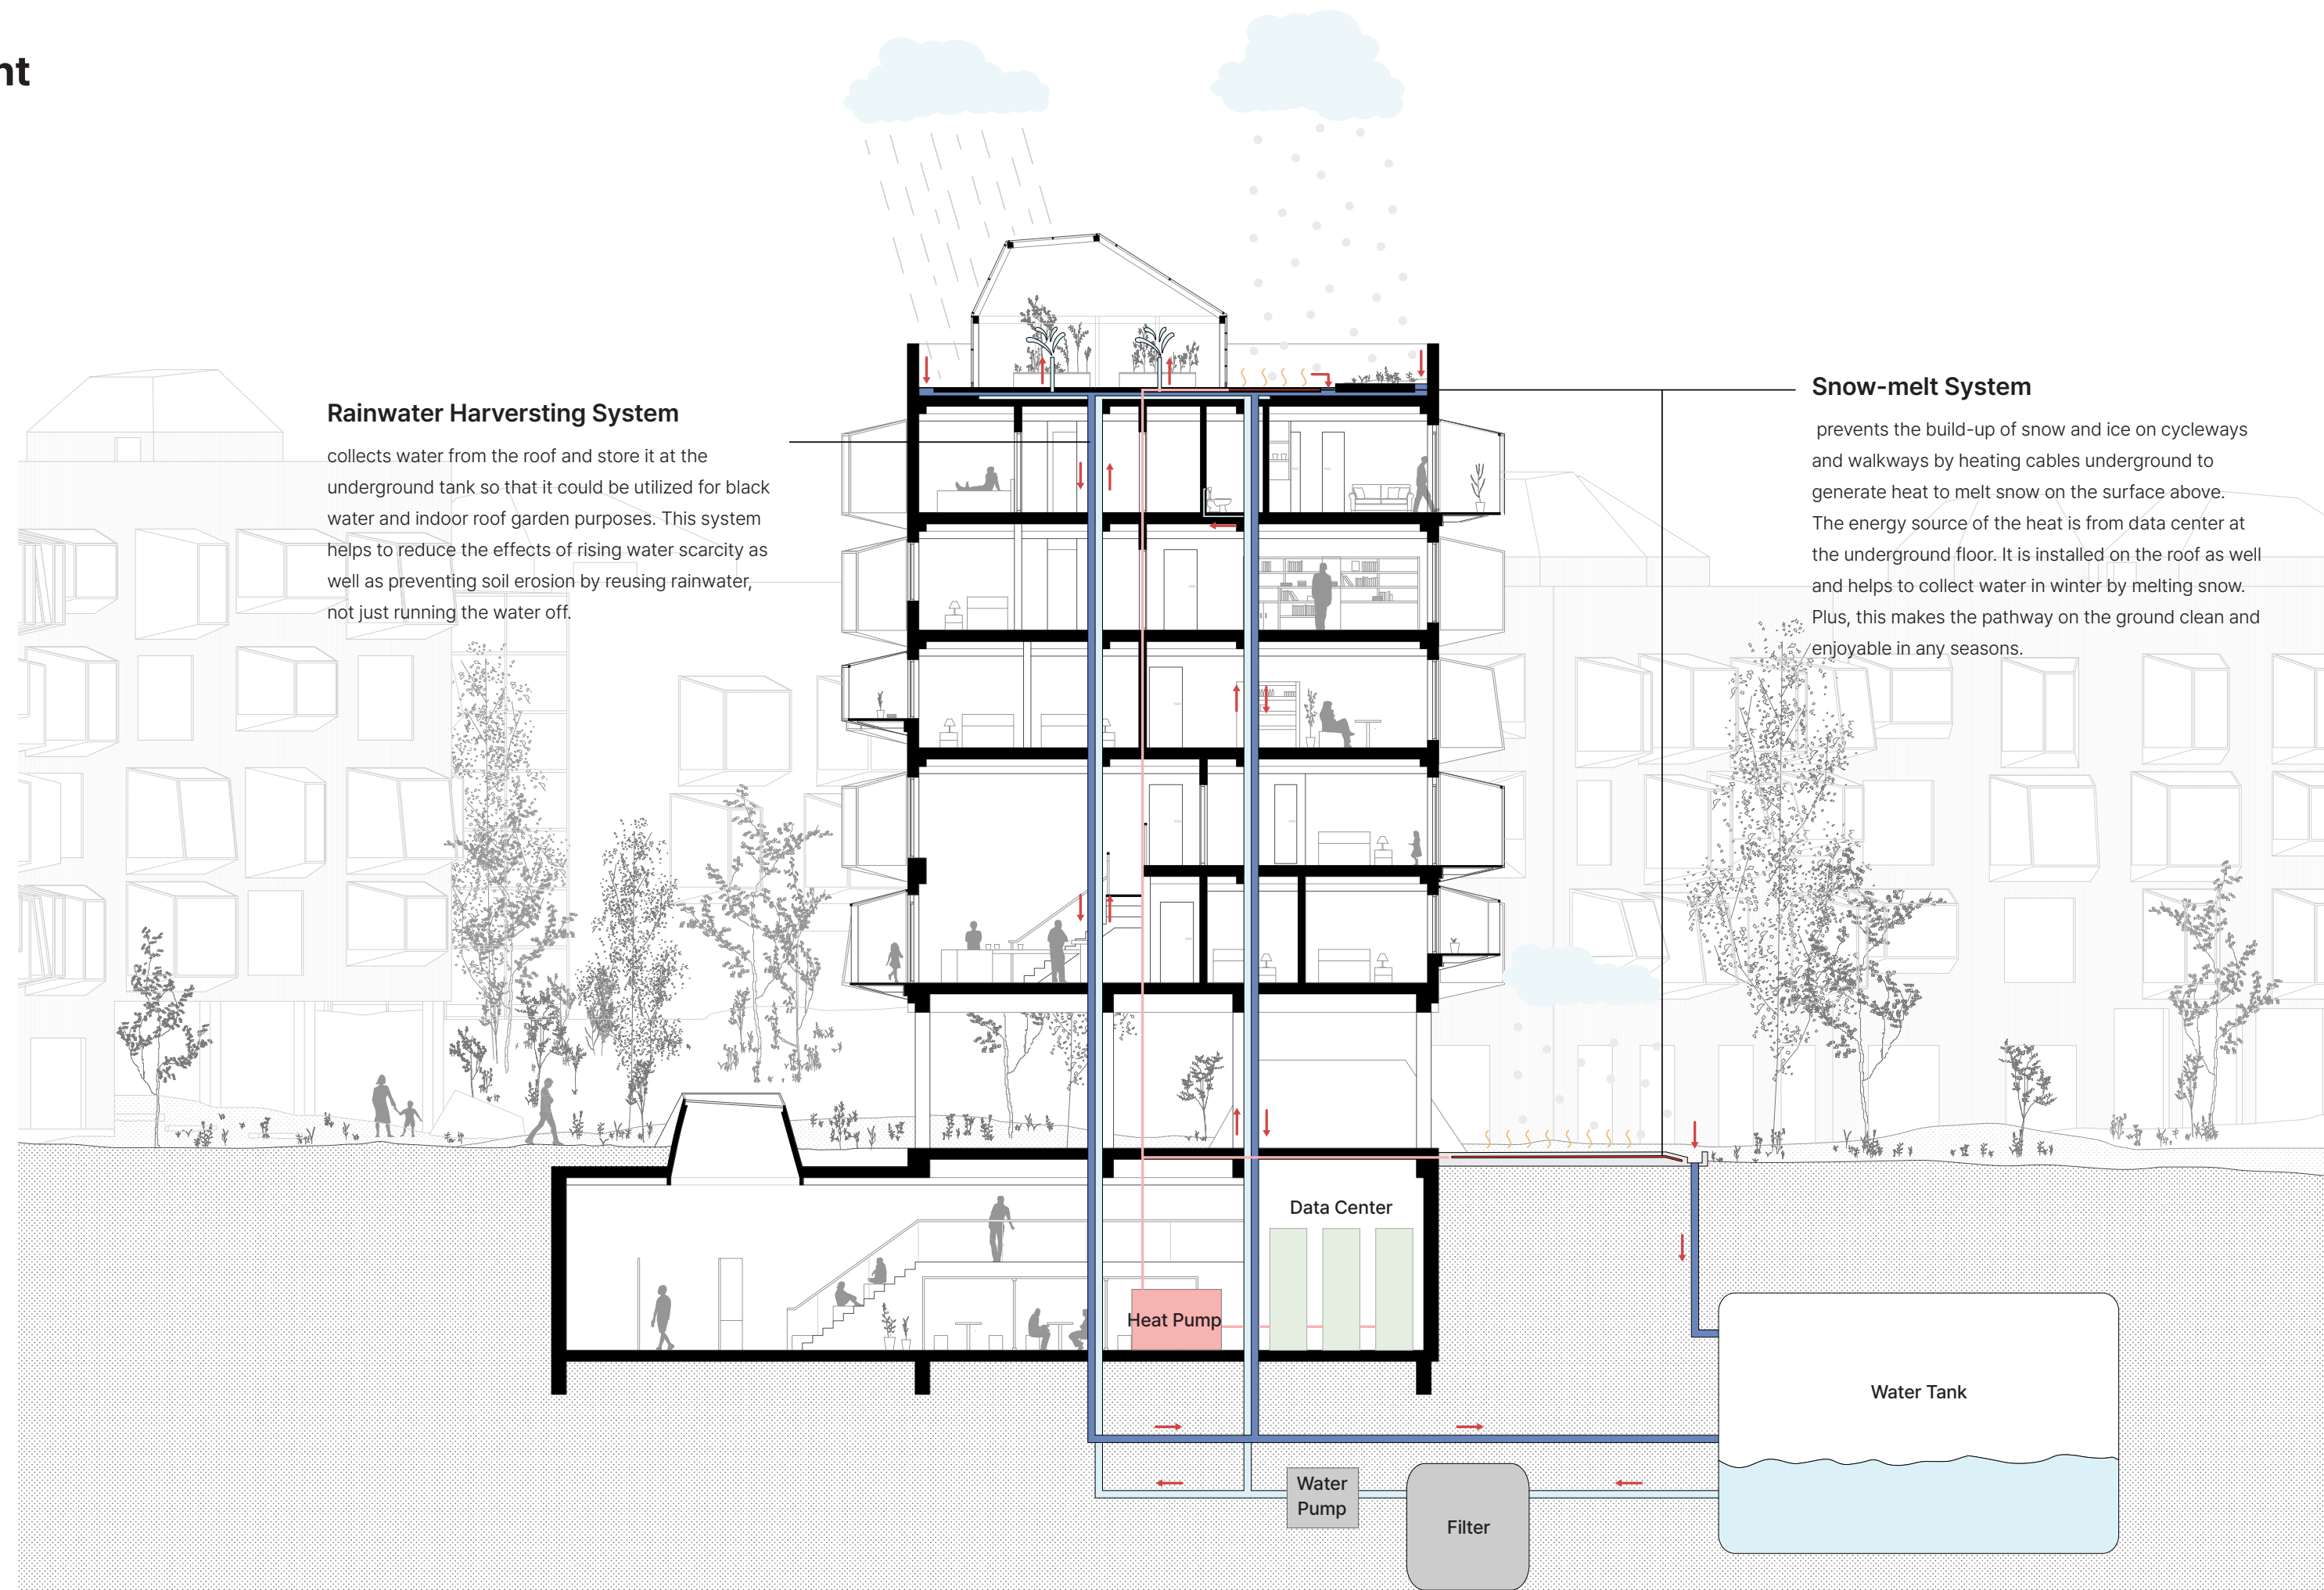 nt
Rainwater Harversting System
collects water from the roof and store it at the
underground tank so that it could be utilized for black
water and indoor roof garden purposes. This system
helps to reduce the effects of rising water scarcity as
well as preventing soil erosion by reusing rainwater,
not just running the water off.
Snow-melt System
prevents the build-up of snow and ice on cycleways
and walkways by heating cables underground to
generate heat to melt snow on the surface above.
The energy source of the heat is from data center at
the underground floor. It is installed on the roof as well
and helps to collect water in winter by melting snow.
Plus, this makes the pathway on the ground clean and
enjoyable in any seasons.
Data Center
Heat Pump
Water Tank
Water
Pump
Filter